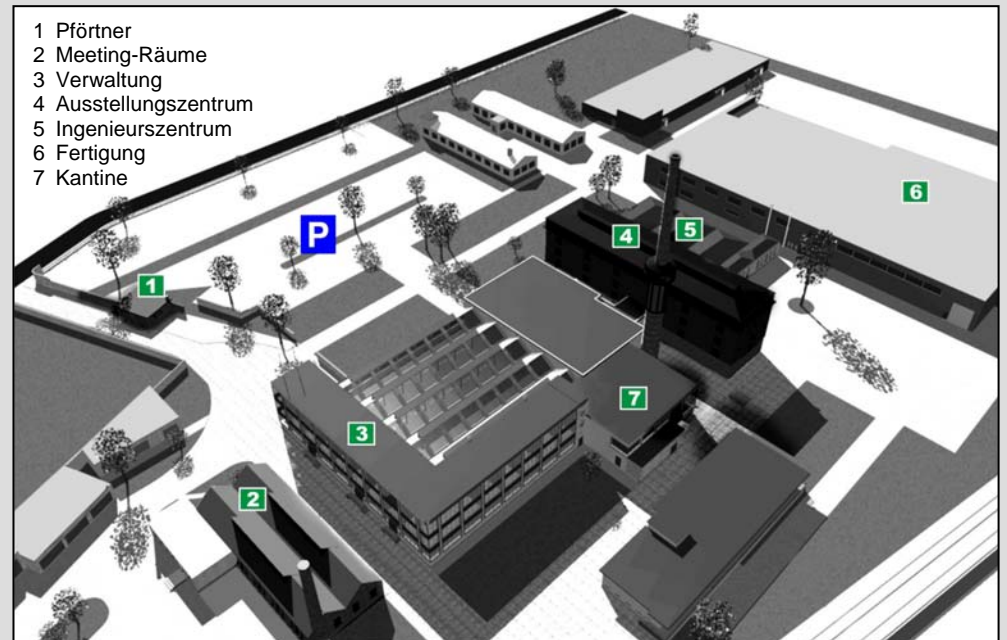 1 Pförtner
2 Meeting-Räume
3 Verwaltung
4 Ausstellungszentrum
5 Ingenieurszentrum
6 Fertigung
7 Kantine
6
4
5
P
1
7
3
2